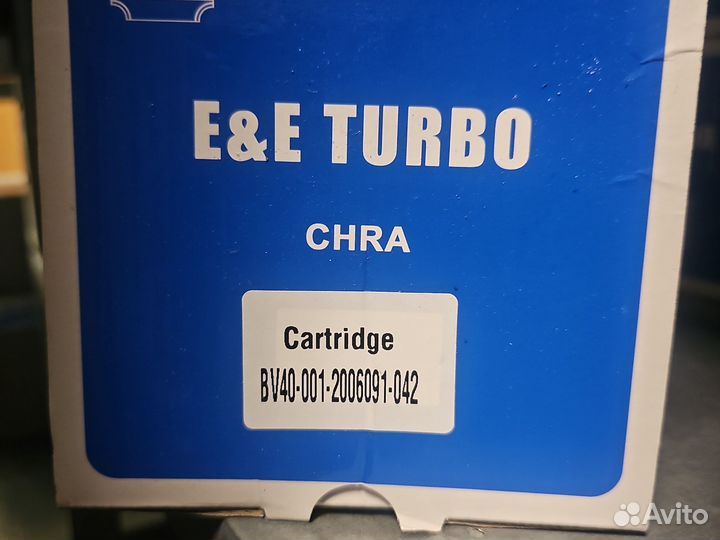 E&E TURBO
CHRA
Cartridge
BV40-001-2006091-042
Avito